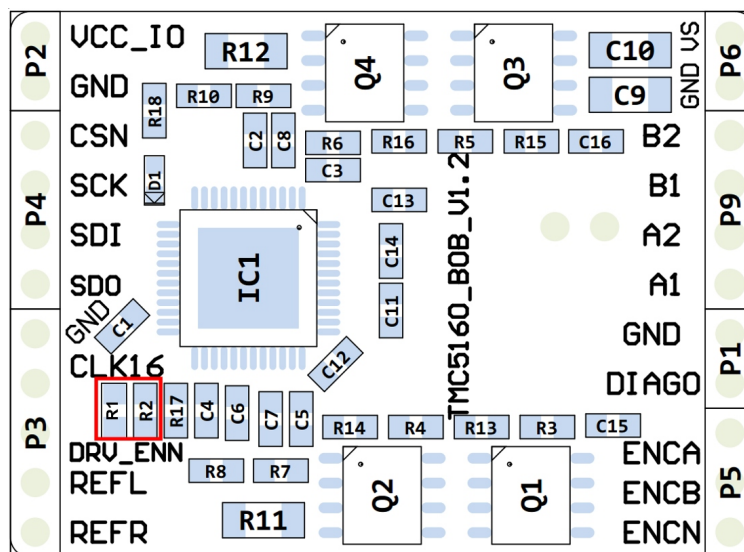 P2
VCC_IO
GND
R12
Q4
Q3
C10
C9
GND VS
P6
R18
R10
R9
C2
C8
R6
C3
R16
R5
R15
C16
P4
CSN
SCK
SDI
SDO
D1
IC1
C13
C14
C11
TMC5160_BOB_V1.2
B2
B1
A2
A1
P9
GND
C1
C12
CLK16
GND
DIAG0
P1
P3
R1
R2
R17
C4
C6
C7
C5
R14
R4
R13
R3
C15
DRV_ENN
REFL
REFR
R8
R7
R11
Q2
Q1
ENCA
ENCB
ENCN
P5